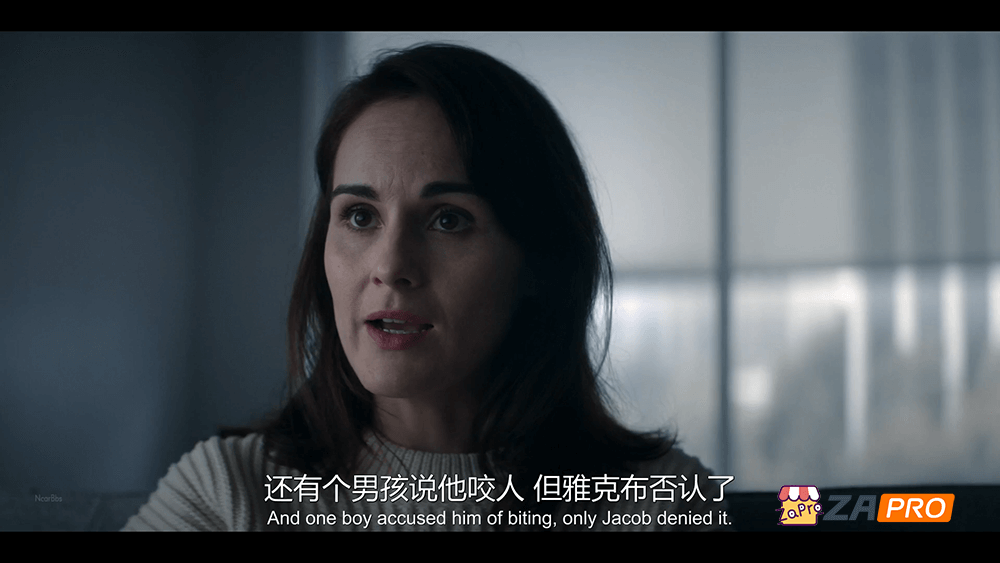 还有个男孩说他咬人 但雅克布否认了
And one boy accused him of biting, only Jacob denied it.
ZaPro
ZAPRO